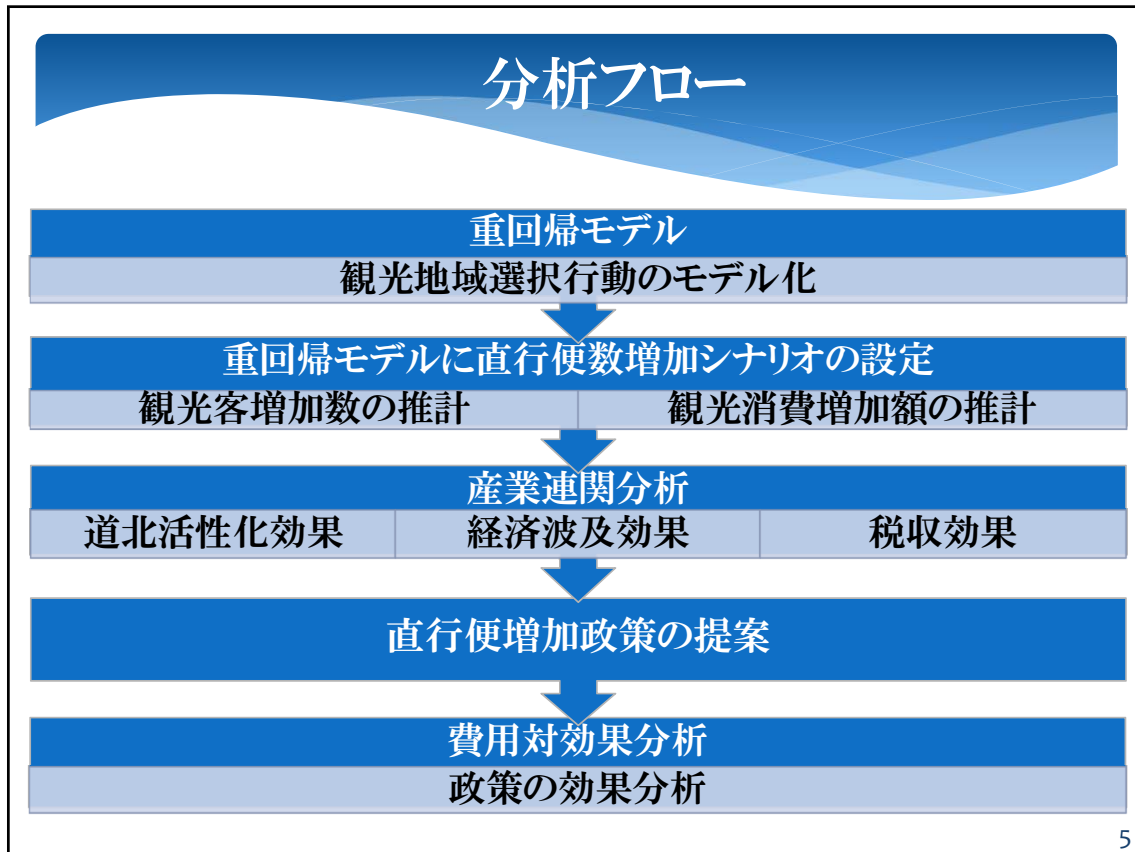 分析フロー
重回帰モデル
観光地域選択行動のモデル化
重回帰モデルに直行便数増加シナリオの設定
観光客増加数の推計
観光消費増加額の推計
産業連関分析
道北活性化効果
経済波及効果
税収効果
直行便増加政策の提案
費用対効果分析
政策の効果分析
5